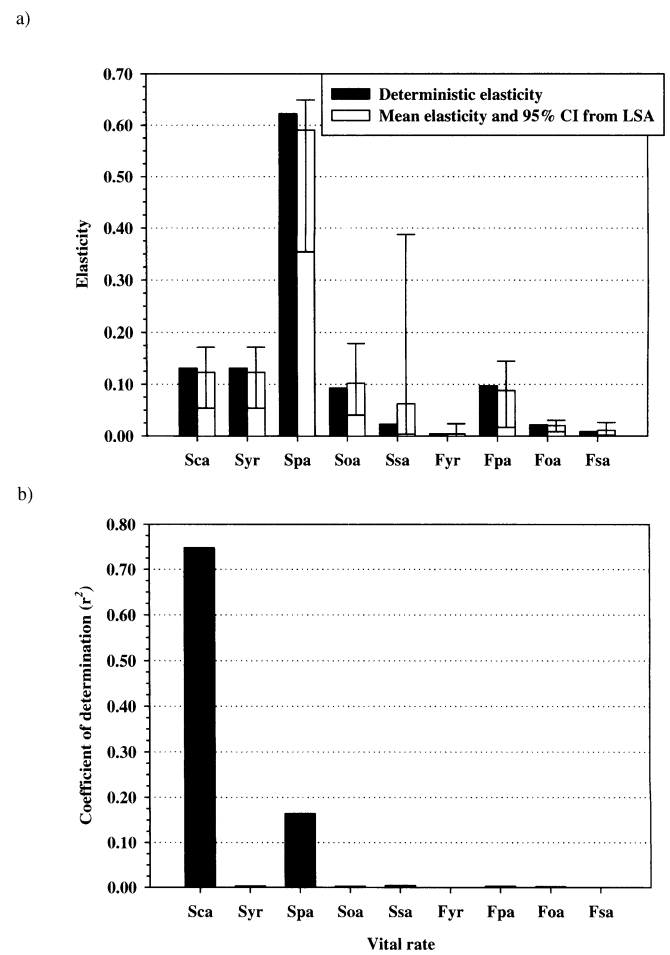 a)
0.70
Deterministic elasticity
Mean elasticity and 95% CI from LSA
0.60
0.50
0.40
0.30
0.20
0.10
0.00
Elasticity
Sca Syr Spa Soa Ssa Fyr Fpa Foa Fsa
b)
0.80
0.70
0.60
0.50
0.40
0.30
0.20
0.10
0.00
Coefficient of determination (r²)
Sca Syr Spa Soa Ssa Fyr Fpa Foa Fsa
Vital rate